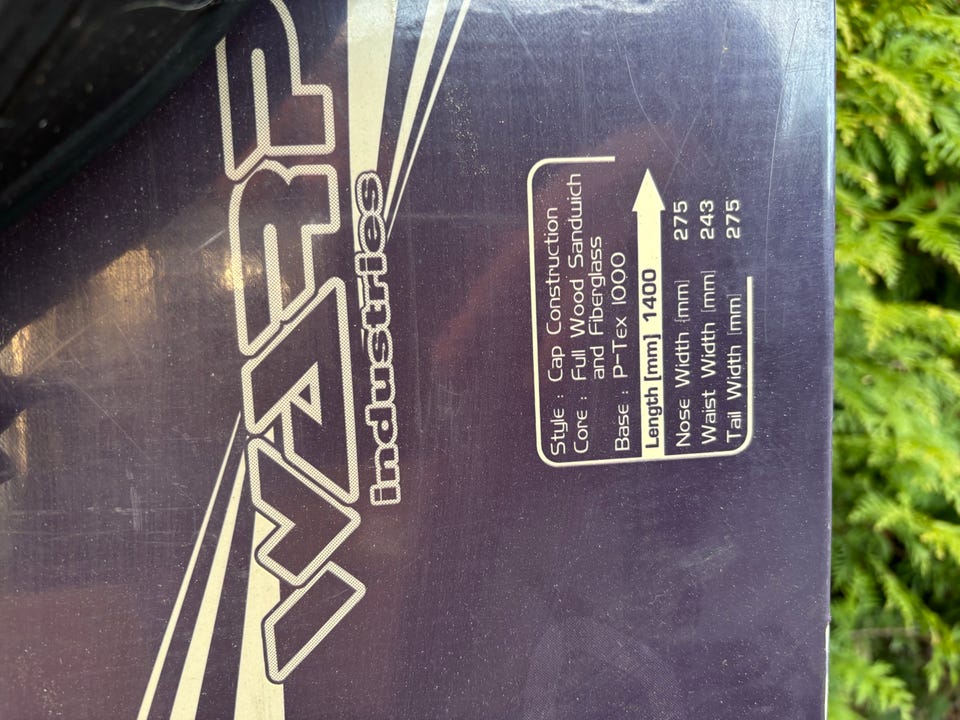 WARP
industries
Style : Cap Construction
Core : Full Wood Sandwich
and Fiberglass
Base : P-Tex 1000
Length [mm] 1400
Nose Width [mm] 275
Waist Width [mm] 243
Tail Width [mm] 275